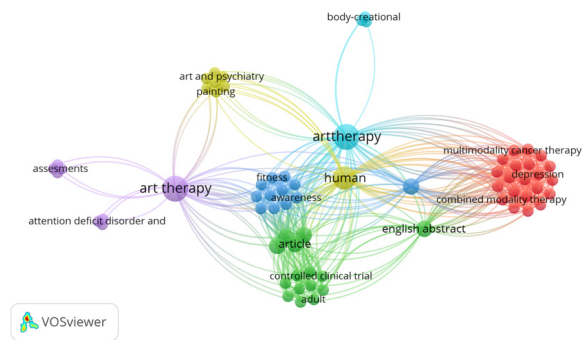 body-creational
art and psychiatry
painting
arttherapy
multimodality cancer therapy
assesments
art therapy
fitness
human
depression
awareness
combined modality therapy
attention deficit disorder and
english abstract
article
controlled clinical trial
adult
VOSviewer